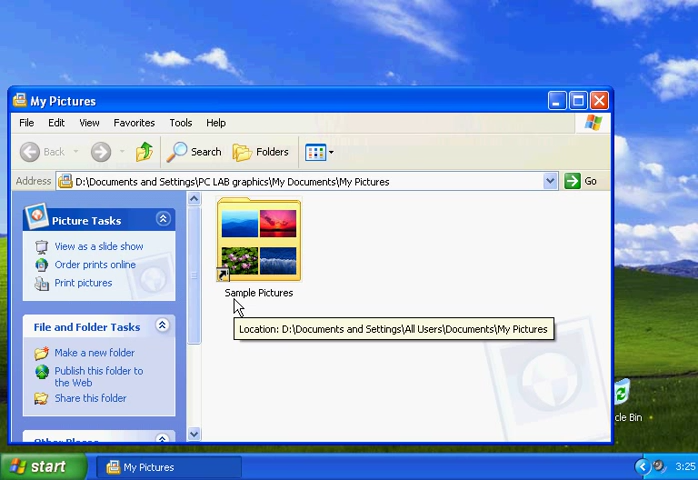 My Pictures
File Edit View Favorites Tools Help
Back Search Folders
Address D:\Documents and Settings\PC LAB graphics\My Documents\My Pictures Go
Picture Tasks
View as a slide show
Order prints online
Print pictures
File and Folder Tasks
Make a new folder
Publish this folder to
the Web
Share this folder
Other Places
Sample Pictures
Location: D:\Documents and Settings\All Users\Documents\My Pictures
cle Bin
start My Pictures 3:25